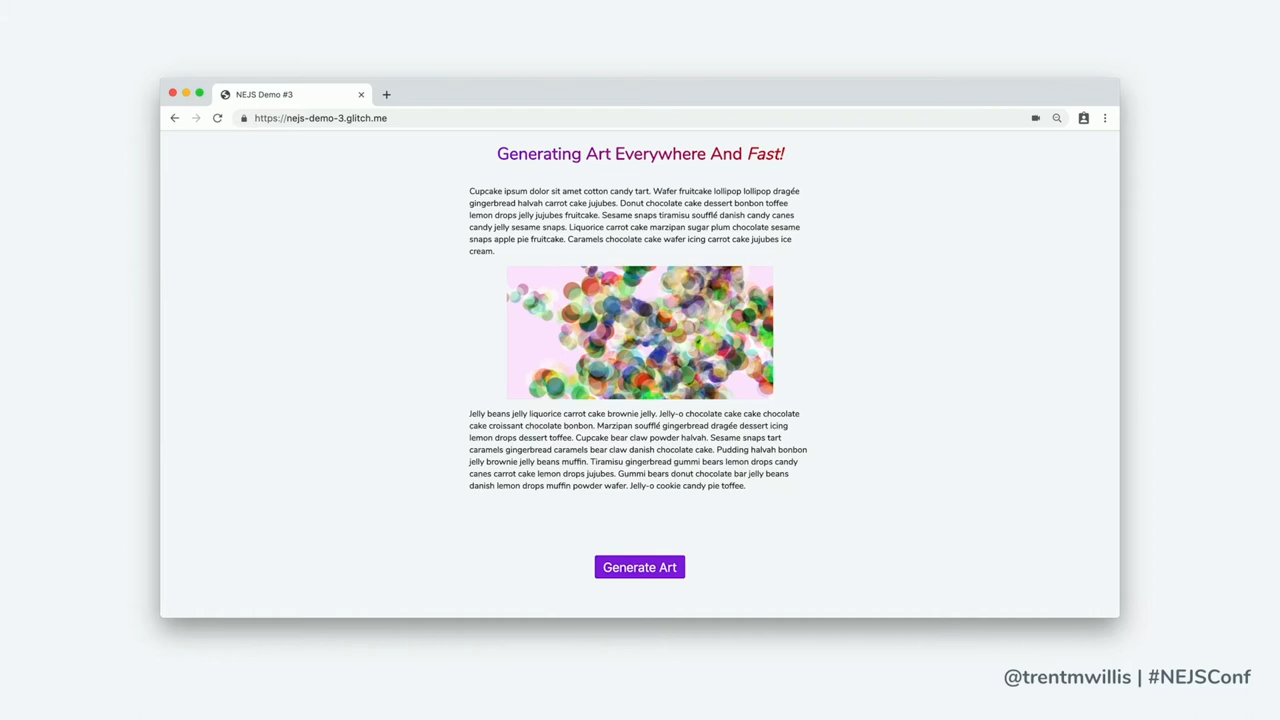 NEJS Demo #3
https://nejs-demo-3.glitch.me
Generating Art Everywhere And Fast!
Cupcake ipsum dolor sit amet cotton candy tart. Wafer fruitcake lollipop lollipop dragée
gingerbread halvah carrot cake jujubes. Donut chocolate cake dessert bonbon toffee
lemon drops jelly jujubes fruitcake. Sesame snaps tiramisu soufflé danish candy canes
candy jelly sesame snaps. Liquorice carrot cake marzipan sugar plum chocolate sesame
snaps apple pie fruitcake. Caramels chocolate cake wafer icing carrot cake jujubes ice
cream.
Jelly beans jelly liquorice carrot cake brownie jelly. Jelly-o chocolate cake cake chocolate
cake croissant chocolate bonbon. Marzipan soufflé gingerbread dragée dessert icing
lemon drops dessert toffee. Cupcake bear claw powder halvah. Sesame snaps tart
caramels gingerbread caramels bear claw danish chocolate cake. Pudding halvah bonbon
jelly brownie jelly beans muffin. Tiramisu gingerbread gummi bears lemon drops candy
canes carrot cake lemon drops jujubes. Gummi bears donut chocolate bar jelly beans
danish lemon drops muffin powder wafer. Jelly-o cookie candy pie toffee.
Generate Art
@trentmwillis | #NEJSConf